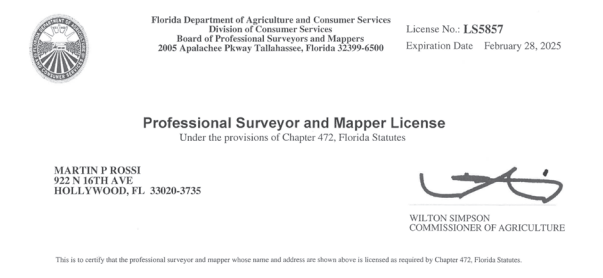 Florida Department of Agriculture and Consumer Services
Division of Consumer Services
Board of Professional Surveyors and Mappers
2005 Apalachee Pkway Tallahassee, Florida 32399-6500
License No.: LS5857
Expiration Date February 28, 2025
Professional Surveyor and Mapper License
Under the provisions of Chapter 472, Florida Statutes
MARTIN P ROSSI
922 N 16TH AVE
HOLLYWOOD, FL 33020-3735
WILTON SIMPSON
COMMISSIONER OF AGRICULTURE
This is to certify that the professional surveyor and mapper whose name and address are shown above is licensed as required by Chapter 472, Florida Statutes.